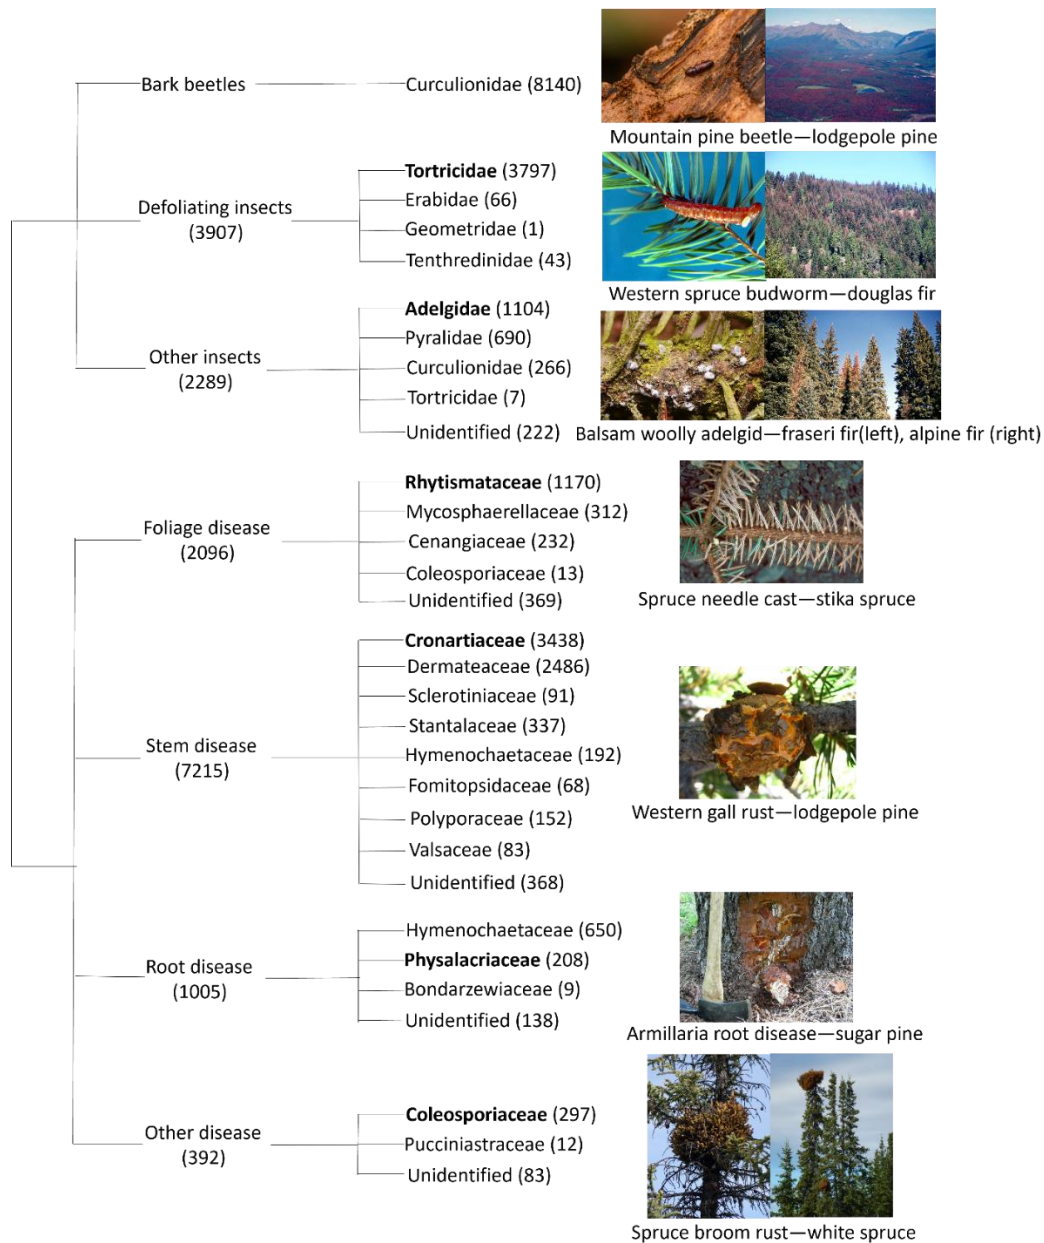 Bark beetles
Curculionidae (8140)
Mountain pine beetle—lodgepole pine
Defoliating insects
(3907)
Tortricidae (3797)
Erabidae (66)
Geometridae (1)
Tenthredinidae (43)
Western spruce budworm—douglas fir
Other insects
(2289)
Adelgidae (1104)
Pyralidae (690)
Curculionidae (266)
Tortricidae (7)
Unidentified (222)
Balsam woolly adelgid—fraseri fir(left), alpine fir (right)
Foliage disease
(2096)
Rhytismataceae (1170)
Mycosphaerellaceae (312)
Cenangiaceae (232)
Coleosporiaceae (13)
Unidentified (369)
Spruce needle cast—stika spruce
Stem disease
(7215)
Cronartiaceae (3438)
Dermateaceae (2486)
Sclerotiniaceae (91)
Stantalaceae (337)
Hymenochaetaceae (192)
Fomitopsidaceae (68)
Polyporaceae (152)
Valsaceae (83)
Unidentified (368)
Western gall rust—lodgepole pine
Root disease
(1005)
Hymenochaetaceae (650)
Physalacriaceae (208)
Bondarzewiaceae (9)
Unidentified (138)
Armillaria root disease—sugar pine
Other disease
(392)
Coleosporiaceae (297)
Pucciniastraceae (12)
Unidentified (83)
Spruce broom rust—white spruce